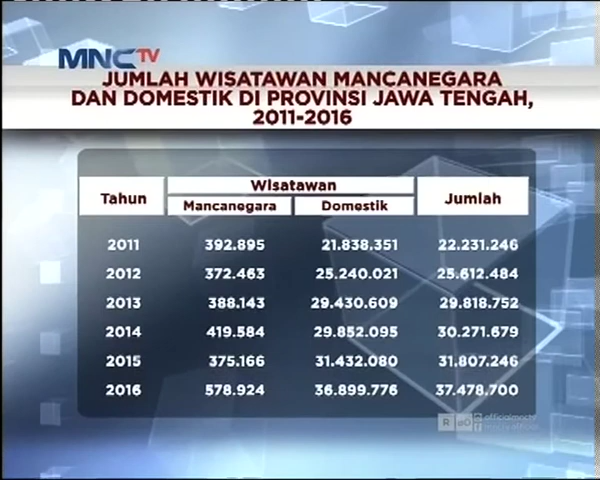 MNCTV
JUMLAH WISATAWAN MANCANEGARA
DAN DOMESTIK DI PROVINSI JAWA TENGAH,
2011-2016
Tahun Wisatawan Jumlah
Mancanegara Domestik
2011 392.895 21.838.351 22.231.246
2012 372.463 25.240.021 25.612.484
2013 388.143 29.430.609 29.818.752
2014 419.584 29.852.095 30.271.679
2015 375.166 31.432.080 31.807.246
2016 578.924 36.899.776 37.478.700